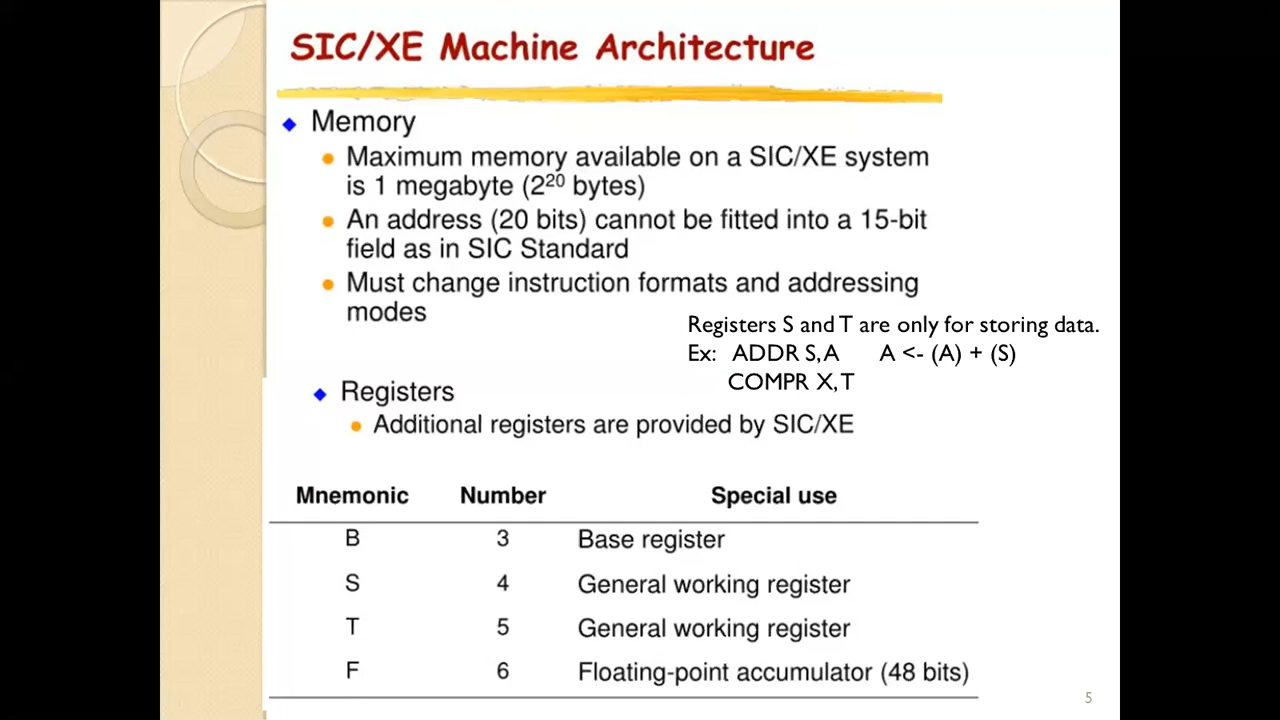 SIC/XE Machine Architecture
Memory
Maximum memory available on a SIC/XE system
is 1 megabyte (2²⁰ bytes)
An address (20 bits) cannot be fitted into a 15-bit
field as in SIC Standard
Must change instruction formats and addressing
modes
Registers S and T are only for storing data.
Ex: ADDR S, A A <- (A) + (S)
COMPR X, T
Registers
Additional registers are provided by SIC/XE
Mnemonic Number Special use
B 3 Base register
S 4 General working register
T 5 General working register
F 6 Floating-point accumulator (48 bits)
5